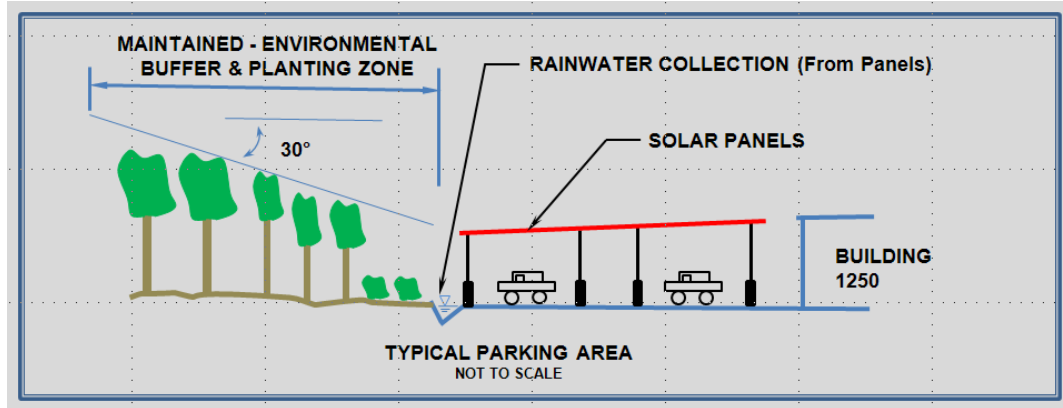 MAINTAINED - ENVIRONMENTAL
BUFFER & PLANTING ZONE
RAINWATER COLLECTION (From Panels)
SOLAR PANELS
30°
BUILDING
1250
TYPICAL PARKING AREA
NOT TO SCALE